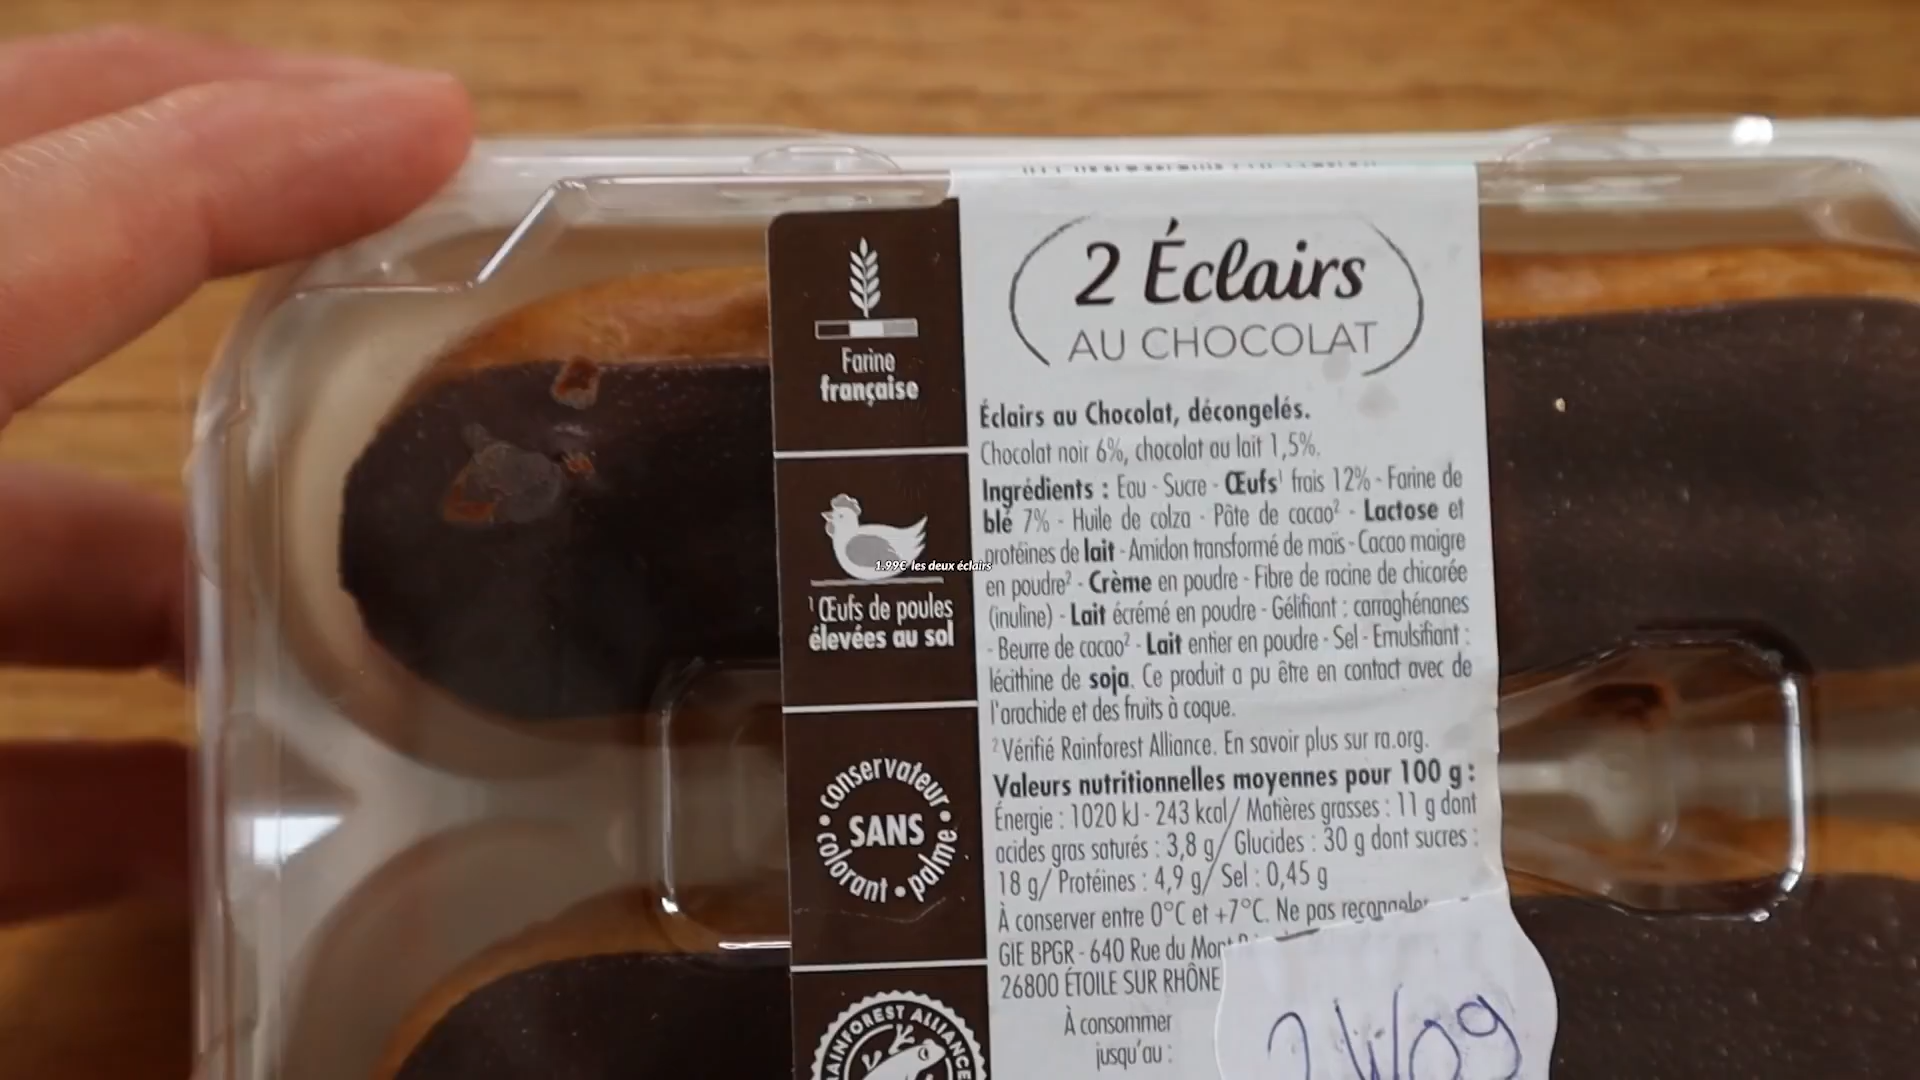 2 Éclairs
AU CHOCOLAT
Éclairs au Chocolat, décongelés.
Chocolat noir 6%, chocolat au lait 1,5%.
Ingrédients : Eau - Sucre - Œufs¹ frais 12% - Farine de
blé 7% - Huile de colza - Pâte de cacao² - Lactose et
protéines de lait - Amidon transformé de maïs - Cacao maigre
en poudre² - Crème en poudre - Fibre de racine de chicorée
(inuline) - Lait écrémé en poudre - Gélifiant : carraghénanes
- Beurre de cacao² - Lait entier en poudre - Sel - Emulsifiant :
lécithine de soja. Ce produit a pu être en contact avec de
l'arachide et des fruits à coque.
² Vérifié Rainforest Alliance. En savoir plus sur ra.org.
Valeurs nutritionnelles moyennes pour 100 g :
Énergie : 1020 kJ - 243 kcal/ Matières grasses : 11 g dont
acides gras saturés : 3,8 g/ Glucides : 30 g dont sucres :
18 g/ Protéines : 4,9 g/ Sel : 0,45 g
À conserver entre 0°C et +7°C. Ne pas recongeler
GIE BPGR - 640 Rue du
26800 ÉTOILE SUR RHÔNE
À consommer
jusqu'au :
Farine
française
1.99€ les deux éclairs
¹ Œufs de poules
élevées au sol
SANS
conservateur
colorant • palme
RAINFOREST ALLIANCE